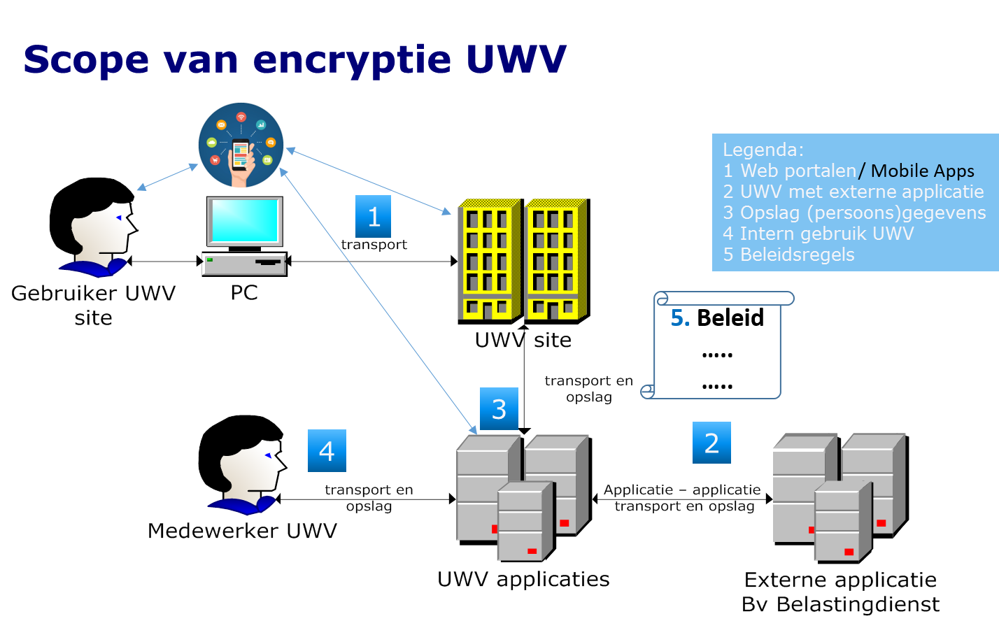 Scope van encryptie UWV
Legenda:
1 Web portalen/ Mobile Apps
2 UWV met externe applicatie
3 Opslag (persoons)gegevens
4 Intern gebruik UWV
5 Beleidsregels
1
transport
Gebruiker UWV
site
PC
UWV site
5. Beleid
.....
.....
transport en
opslag
3
2
4
transport en
opslag
Applicatie – applicatie
transport en opslag
Medewerker UWV
UWV applicaties
Externe applicatie
Bv Belastingdienst